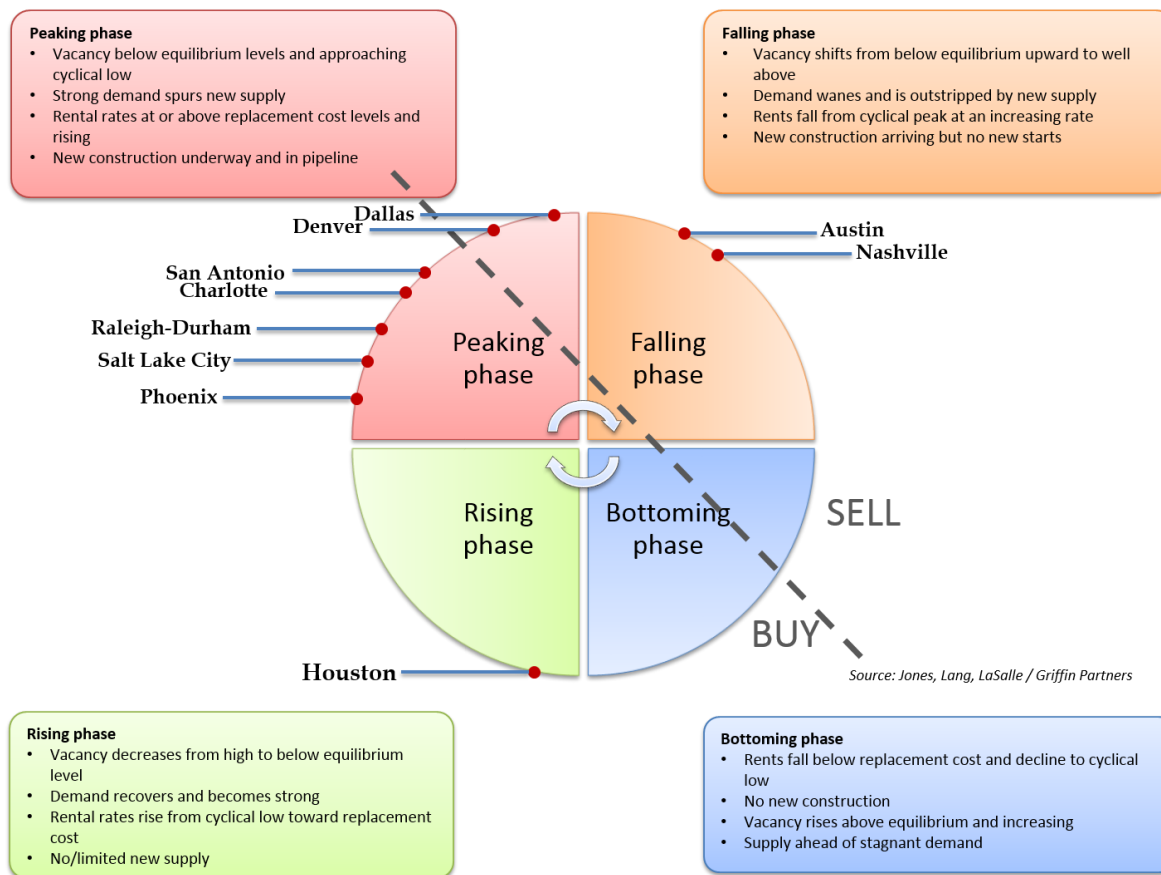 Peaking phase
• Vacancy below equilibrium levels and approaching
cyclical low
• Strong demand spurs new supply
• Rental rates at or above replacement cost levels and
rising
• New construction underway and in pipeline
Falling phase
• Vacancy shifts from below equilibrium upward to well
above
• Demand wanes and is outstripped by new supply
• Rents fall from cyclical peak at an increasing rate
• New construction arriving but no new starts
Dallas
Denver
San Antonio
Charlotte
Raleigh-Durham
Salt Lake City
Phoenix
Austin
Nashville
Peaking
phase
Falling
phase
Rising
phase
Bottoming
phase
SELL
BUY
Houston
Source: Jones, Lang, LaSalle / Griffin Partners
Rising phase
• Vacancy decreases from high to below equilibrium
level
• Demand recovers and becomes strong
• Rental rates rise from cyclical low toward replacement
cost
• No/limited new supply
Bottoming phase
• Rents fall below replacement cost and decline to cyclical
low
• No new construction
• Vacancy rises above equilibrium and increasing
• Supply ahead of stagnant demand